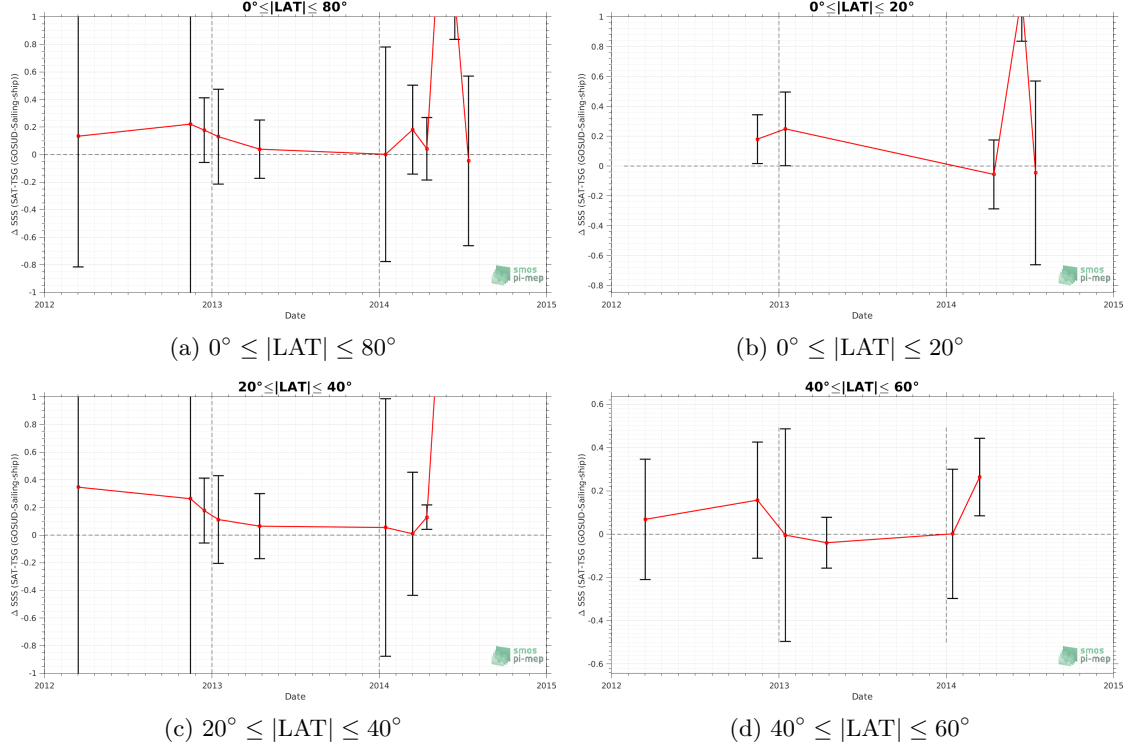 0°≤|LAT|≤ 80°
Δ SSS (SAT-TSG (GOSUD-Sailing-ship))
1
0.8
0.6
0.4
0.2
0
-0.2
-0.4
-0.6
-0.8
-1
smos
pi-mep
2012 2013 2014 2015
Date
(a) 0° ≤ |LAT| ≤ 80°
0°≤|LAT|≤ 20°
Δ SSS (SAT-TSG (GOSUD-Sailing-ship))
1
0.8
0.6
0.4
0.2
0
-0.2
-0.4
-0.6
-0.8
smos
pi-mep
2012 2013 2014 2015
Date
(b) 0° ≤ |LAT| ≤ 20°
20°≤|LAT|≤ 40°
Δ SSS (SAT-TSG (GOSUD-Sailing-ship))
1
0.8
0.6
0.4
0.2
0
-0.2
-0.4
-0.6
-0.8
-1
smos
pi-mep
2012 2013 2014 2015
Date
(c) 20° ≤ |LAT| ≤ 40°
40°≤|LAT|≤ 60°
Δ SSS (SAT-TSG (GOSUD-Sailing-ship))
0.6
0.4
0.2
0
-0.2
-0.4
-0.6
smos
pi-mep
2012 2013 2014 2015
Date
(d) 40° ≤ |LAT| ≤ 60°